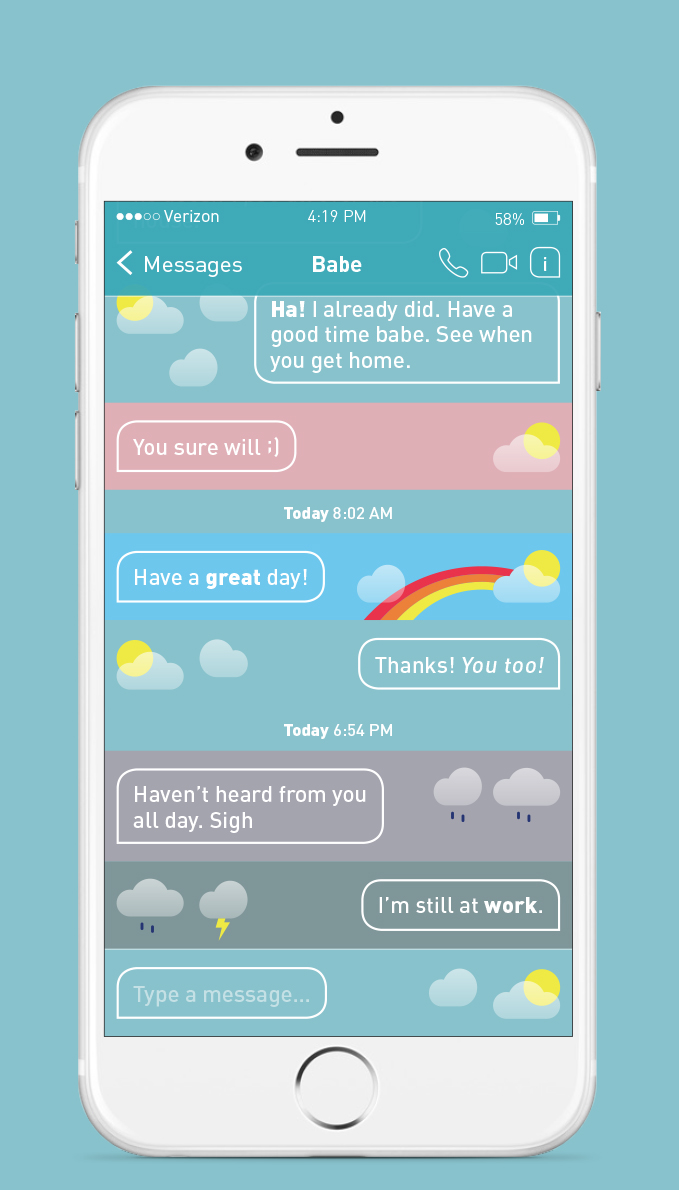 Verizon 4:19 PM 58%
Messages Babe i
Ha! I already did. Have a
good time babe. See when
you get home.
You sure will ;)
Today 8:02 AM
Have a great day!
Thanks! You too!
Today 6:54 PM
Haven't heard from you
all day. Sigh
I'm still at work.
Type a message...